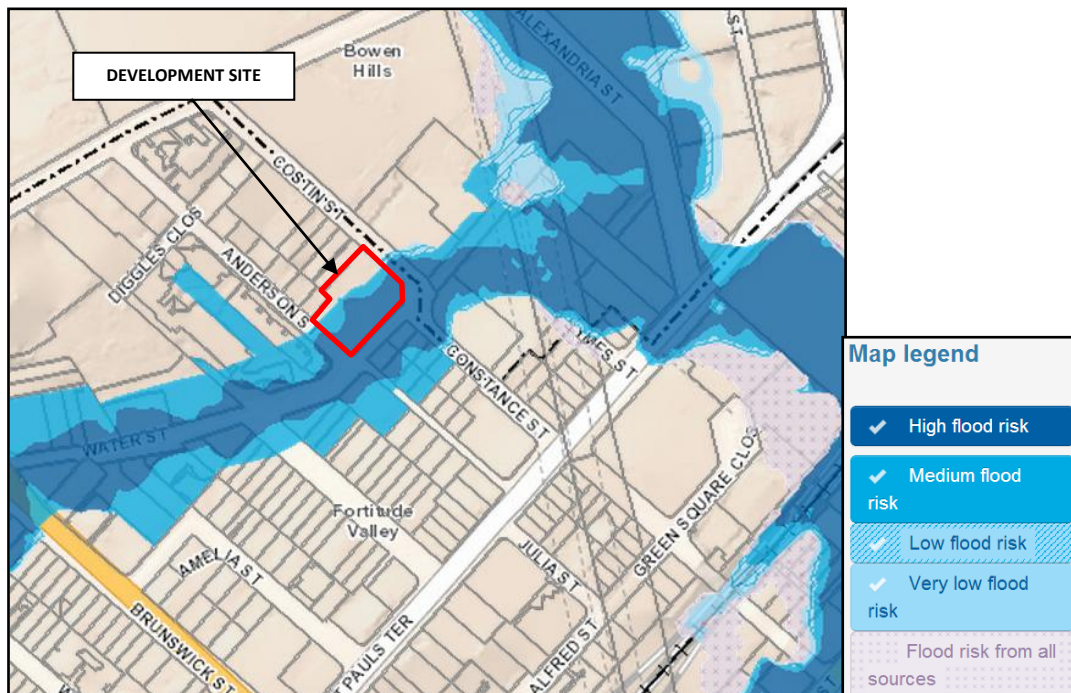 DEVELOPMENT SITE
Bowen
Hills
ALEXANDRIA ST
ST
COSTIN ST
DIGGLES CLOS
ANDERSON S
YMES ST
CONSTANCE ST
WATER ST
Fortitude
Valley
GREEN SQUARE CLOS
JULIA ST
AMELIA ST
BRUNSWICK ST
T PAULS TER
ALFRED ST
W
Map legend
High flood risk
Medium flood
risk
Low flood risk
Very low flood
risk
Flood risk from all
sources